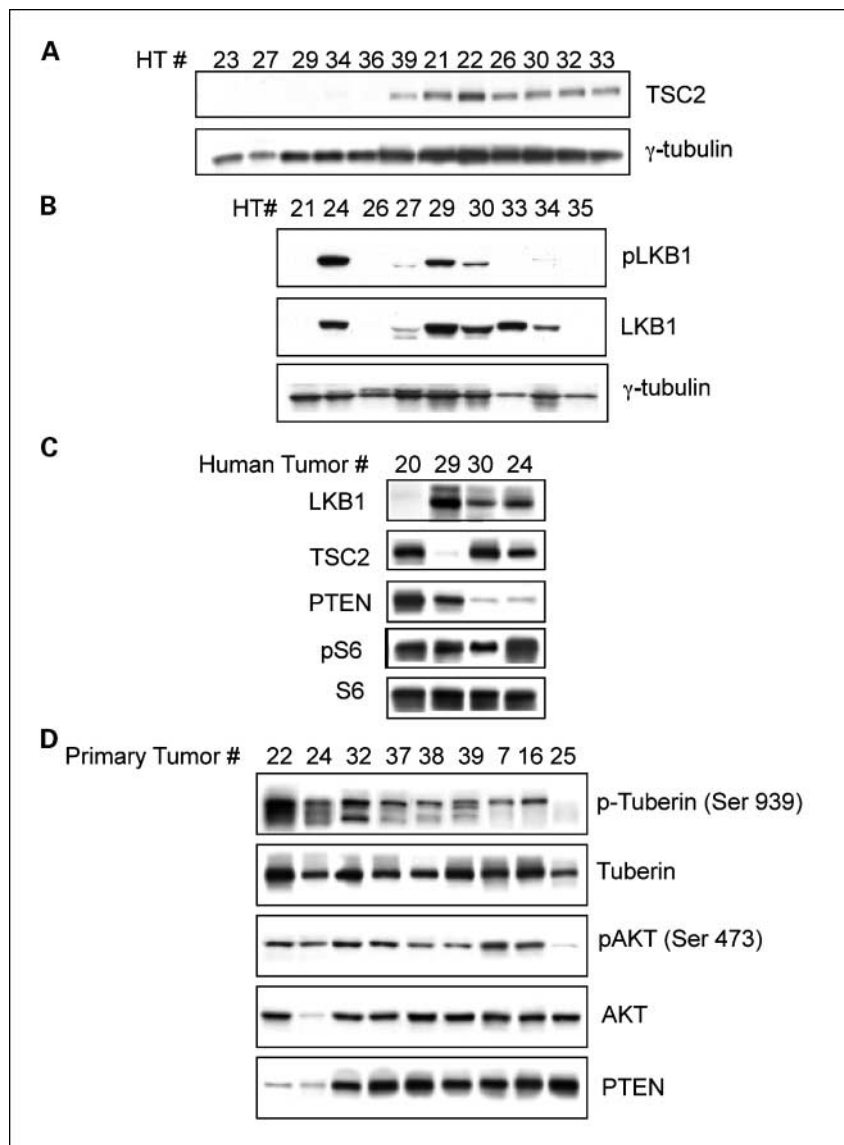 A
HT # 23 27 29 34 36 39 21 22 26 30 32 33
TSC2
γ-tubulin
B
HT# 21 24 26 27 29 30 33 34 35
pLKB1
LKB1
γ-tubulin
C
Human Tumor # 20 29 30 24
LKB1
TSC2
PTEN
pS6
S6
D
Primary Tumor # 22 24 32 37 38 39 7 16 25
p-Tuberin (Ser 939)
Tuberin
pAKT (Ser 473)
AKT
PTEN